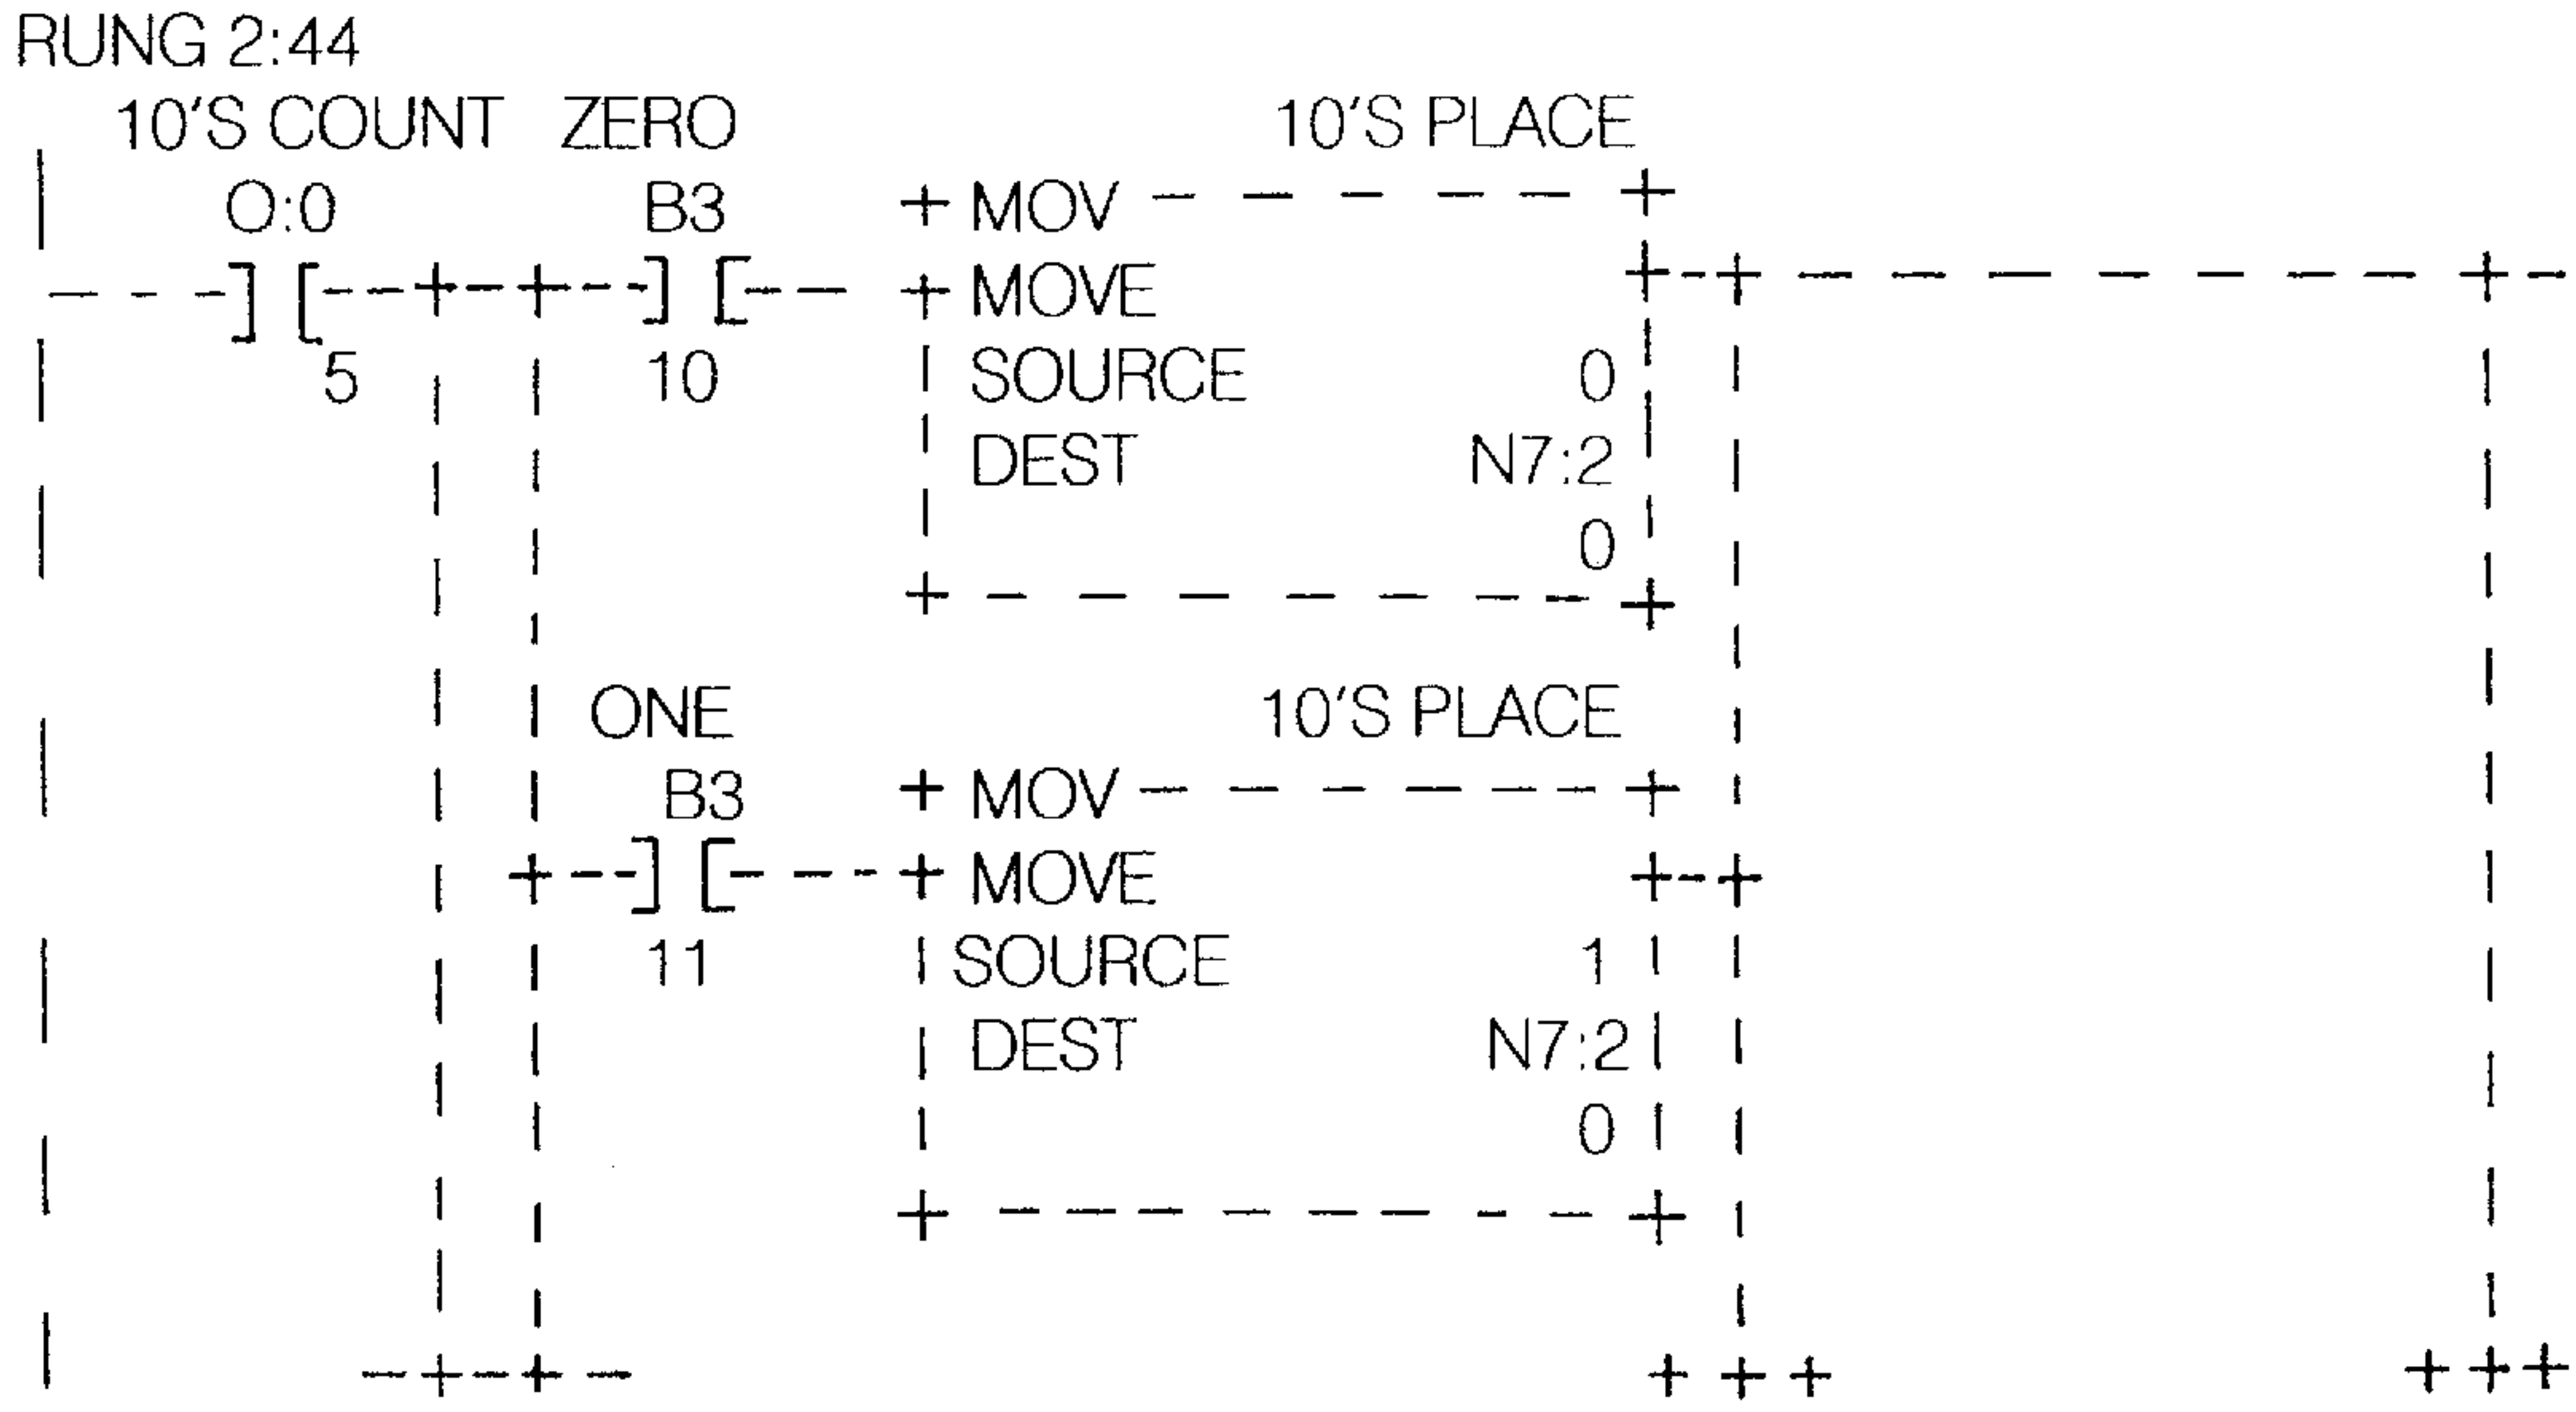 RUNG 2:44
10'S COUNT ZERO 10'S PLACE
O:0 B3 + MOV - - - - - +
] [ ] [ + MOVE
5 10 SOURCE 0
DEST N7:2
0
ONE 10'S PLACE
B3 + MOV - - - - - - +
] [ + MOVE
11 SOURCE 1
DEST N7:2
0